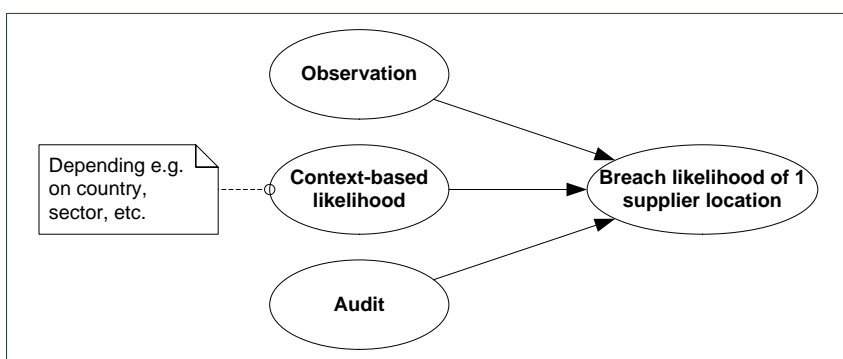 Observation
Depending e.g.
on country,
sector, etc.
Context-based
likelihood
Breach likelihood of 1
supplier location
Audit